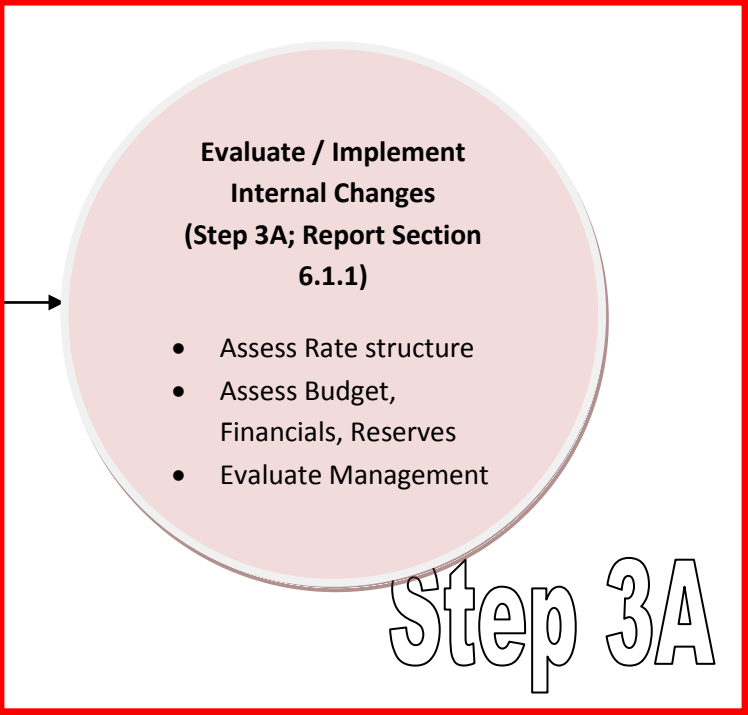 Evaluate / Implement
Internal Changes
(Step 3A; Report Section
6.1.1)
• Assess Rate structure
• Assess Budget,
Financials, Reserves
• Evaluate Management
Step 3A